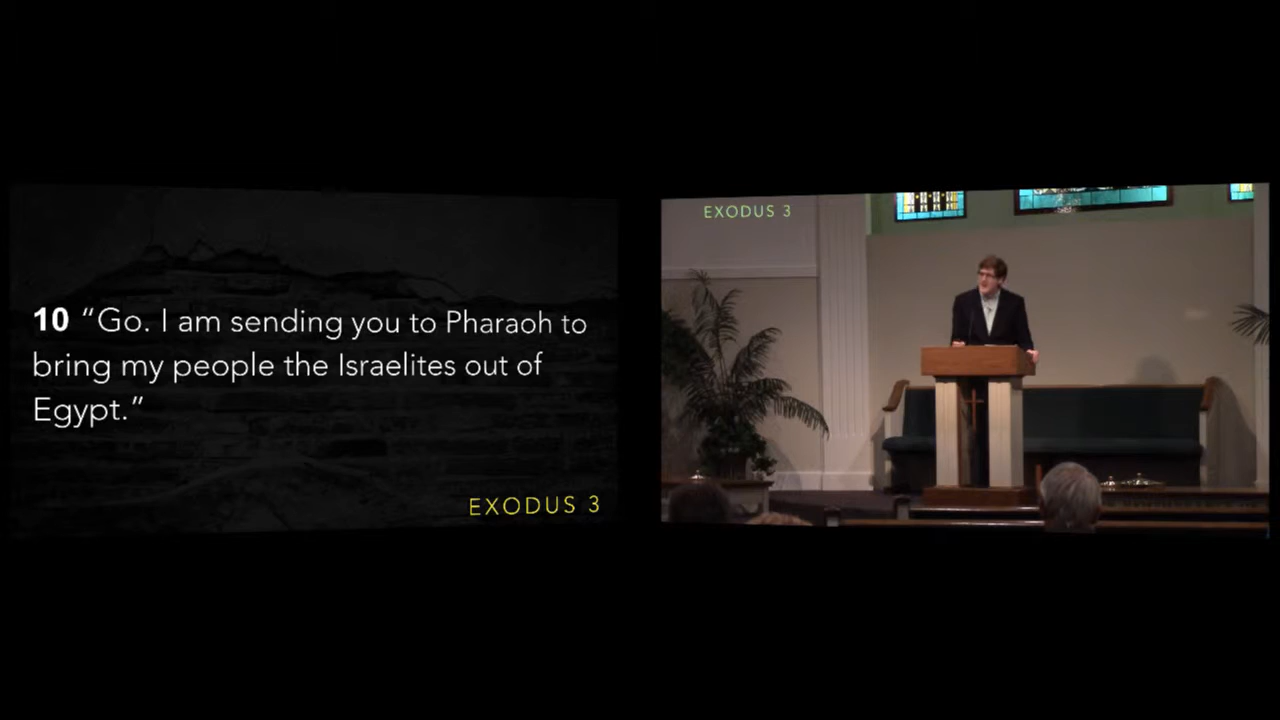 10 “Go. I am sending you to Pharaoh to
bring my people the Israelites out of
Egypt.”
EXODUS 3
EXODUS 3